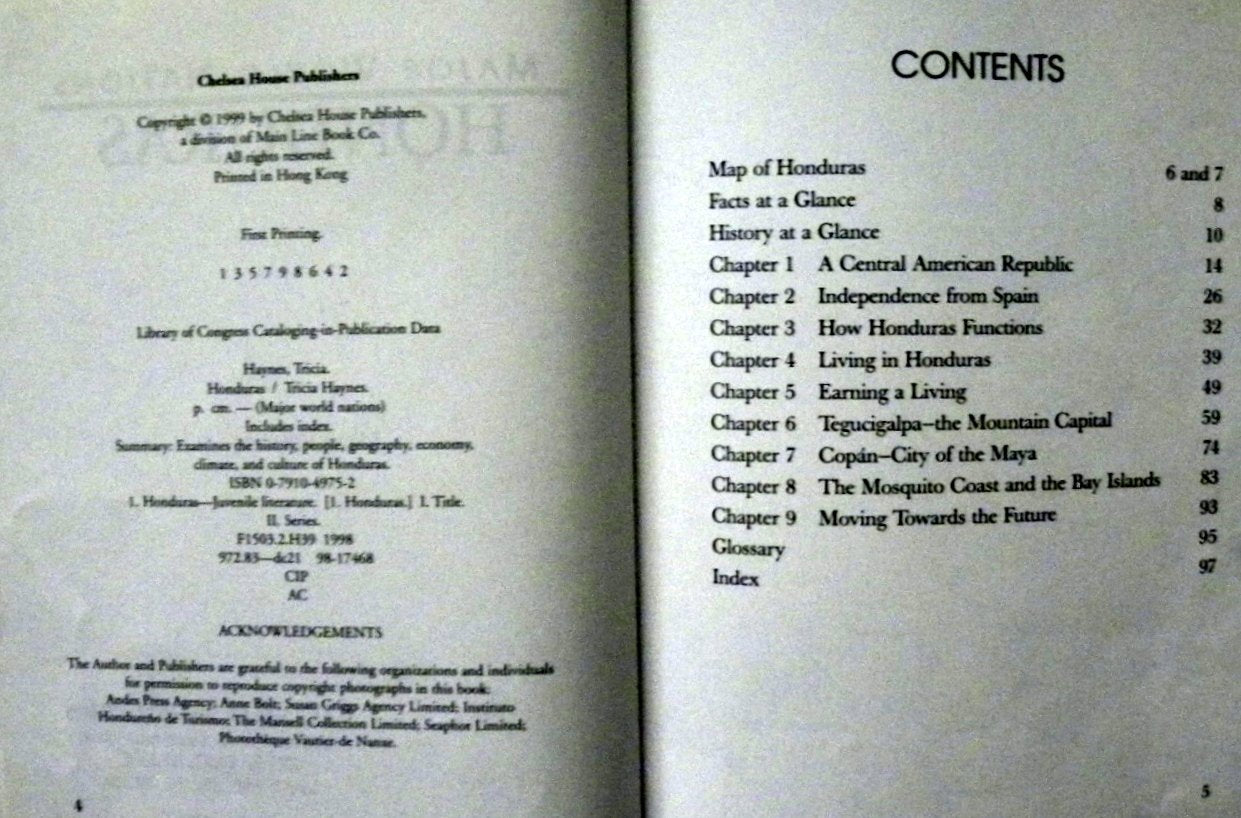 Chelsea House Publishers
Copyright © 1999 by Chelsea House Publishers,
a division of Main Line Book Co.
All rights reserved.
Printed in Hong Kong
First Printing.
1 3 5 7 9 8 6 4 2
Library of Congress Cataloging-in-Publication Data
Haynes, Tricia.
Honduras / Tricia Haynes.
p. cm. — (Major world nations)
Includes index.
Summary: Examines the history, people, geography, economy,
climate, and culture of Honduras.
ISBN 0-7910-4975-2
1. Honduras—Juvenile literature. [1. Honduras.] I. Title.
II. Series.
F1503.2.H39 1998
972.83—dc21 98-17468
CIP
AC
ACKNOWLEDGEMENTS
The Author and Publishers are grateful to the following organizations and individuals
for permission to reproduce copyright photographs in this book:
Andes Press Agency; Anne Bolt; Susan Griggs Agency Limited; Instituto
Hondureño de Turismo; The Mansell Collection Limited; Seaphot Limited;
Photothèque Vautier-de Nanxe.
4
CONTENTS
Map of Honduras 6 and 7
Facts at a Glance 8
History at a Glance 10
Chapter 1 A Central American Republic 14
Chapter 2 Independence from Spain 26
Chapter 3 How Honduras Functions 32
Chapter 4 Living in Honduras 39
Chapter 5 Earning a Living 49
Chapter 6 Tegucigalpa—the Mountain Capital 59
Chapter 7 Copán—City of the Maya 74
Chapter 8 The Mosquito Coast and the Bay Islands 83
Chapter 9 Moving Towards the Future 93
Glossary 95
Index 97
5